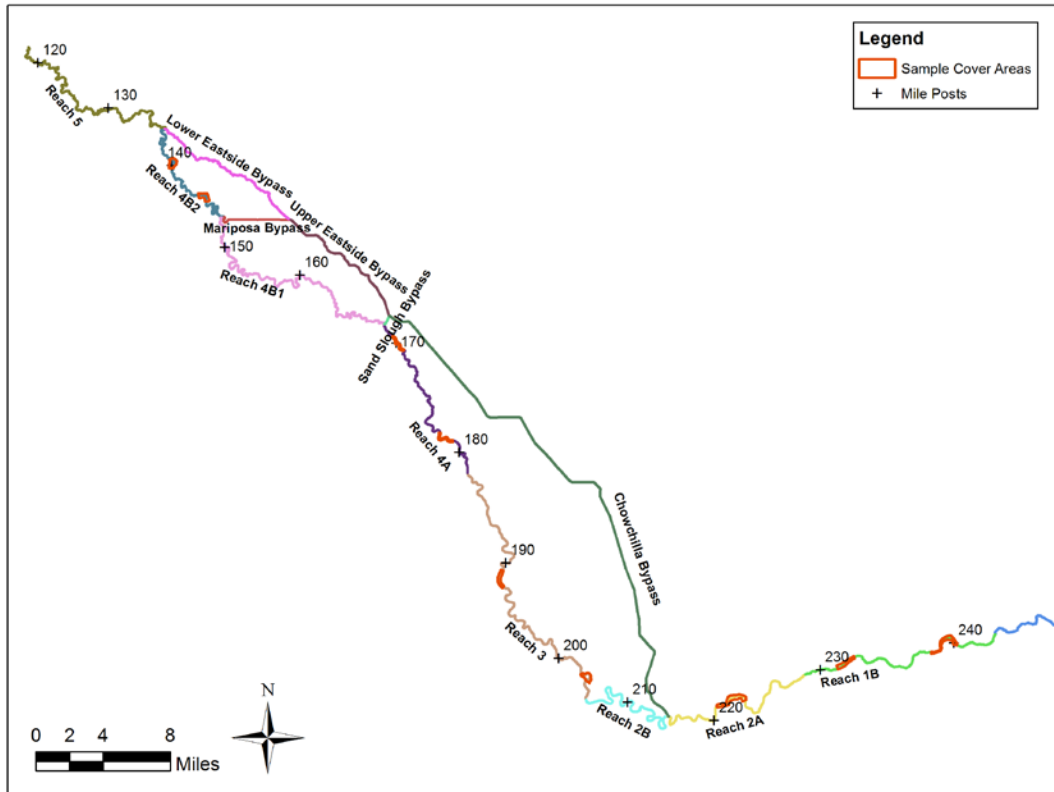 Legend
Sample Cover Areas
+ Mile Posts
120
Reach 5
130
Lower Eastside Bypass
140
Reach 4B2
Mariposa Bypass
Upper Eastside Bypass
150
Reach 4B1
160
Sand Slough Bypass
170
Reach 4A
180
Chowchilla Bypass
190
Reach 3
200
210
Reach 2B
220
Reach 2A
230
Reach 1B
240
N
0 2 4 8
Miles